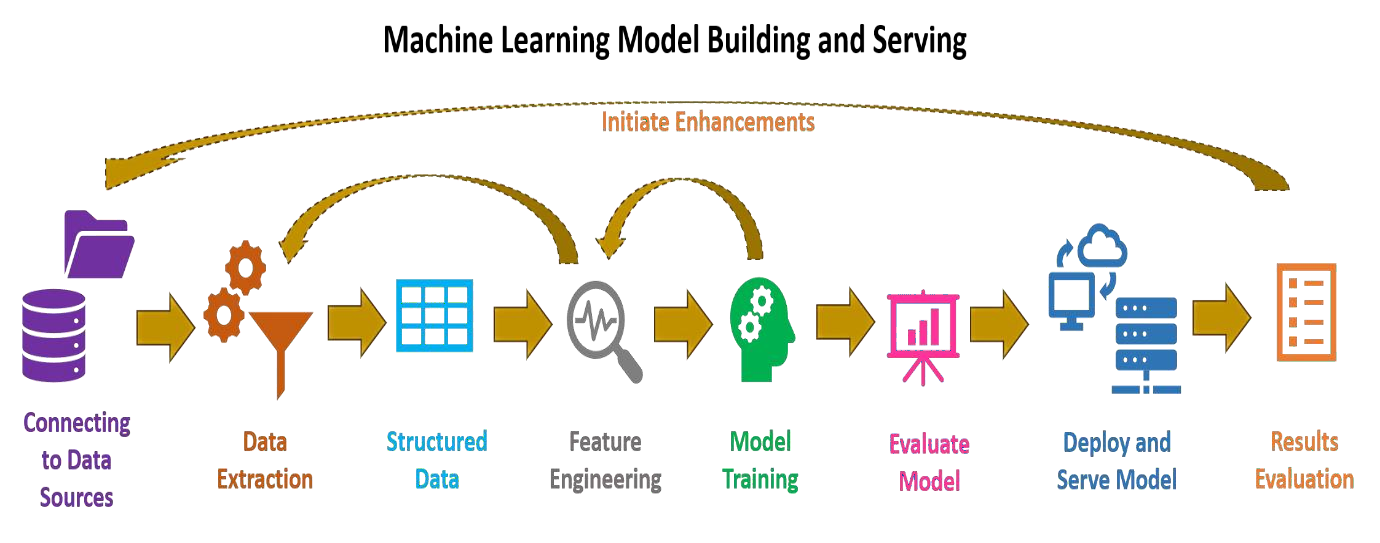 Machine Learning Model Building and Serving
Initiate Enhancements
Connecting
to Data
Sources
Data
Extraction
Structured
Data
Feature
Engineering
Model
Training
Evaluate
Model
Deploy and
Serve Model
Results
Evaluation